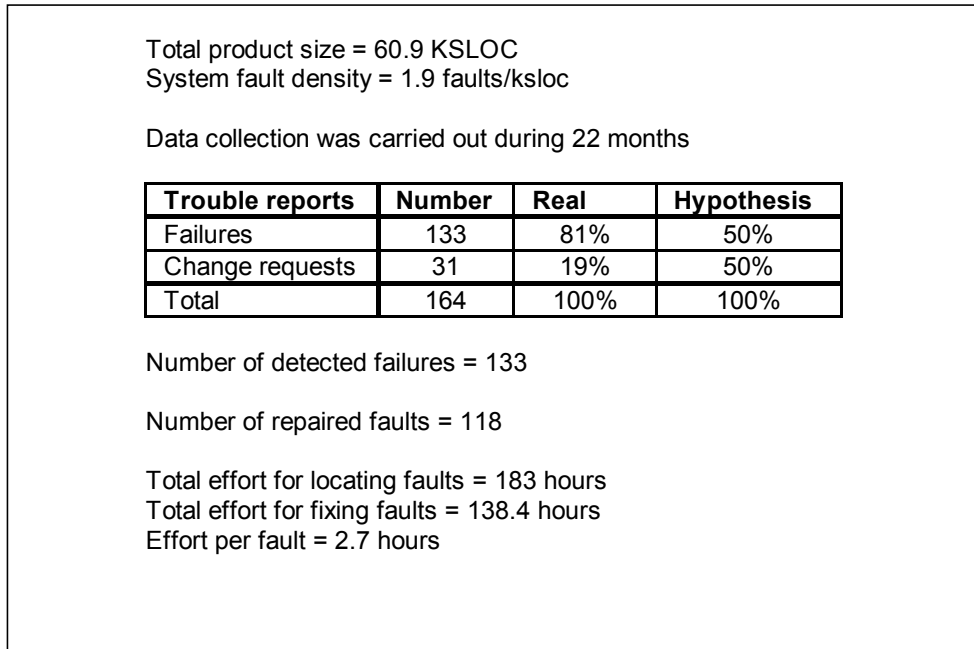 Total product size = 60.9 KSLOC
System fault density = 1.9 faults/ksloc
Data collection was carried out during 22 months
Trouble reports Number Real Hypothesis
Failures 133 81% 50%
Change requests 31 19% 50%
Total 164 100% 100%
Number of detected failures = 133
Number of repaired faults = 118
Total effort for locating faults = 183 hours
Total effort for fixing faults = 138.4 hours
Effort per fault = 2.7 hours